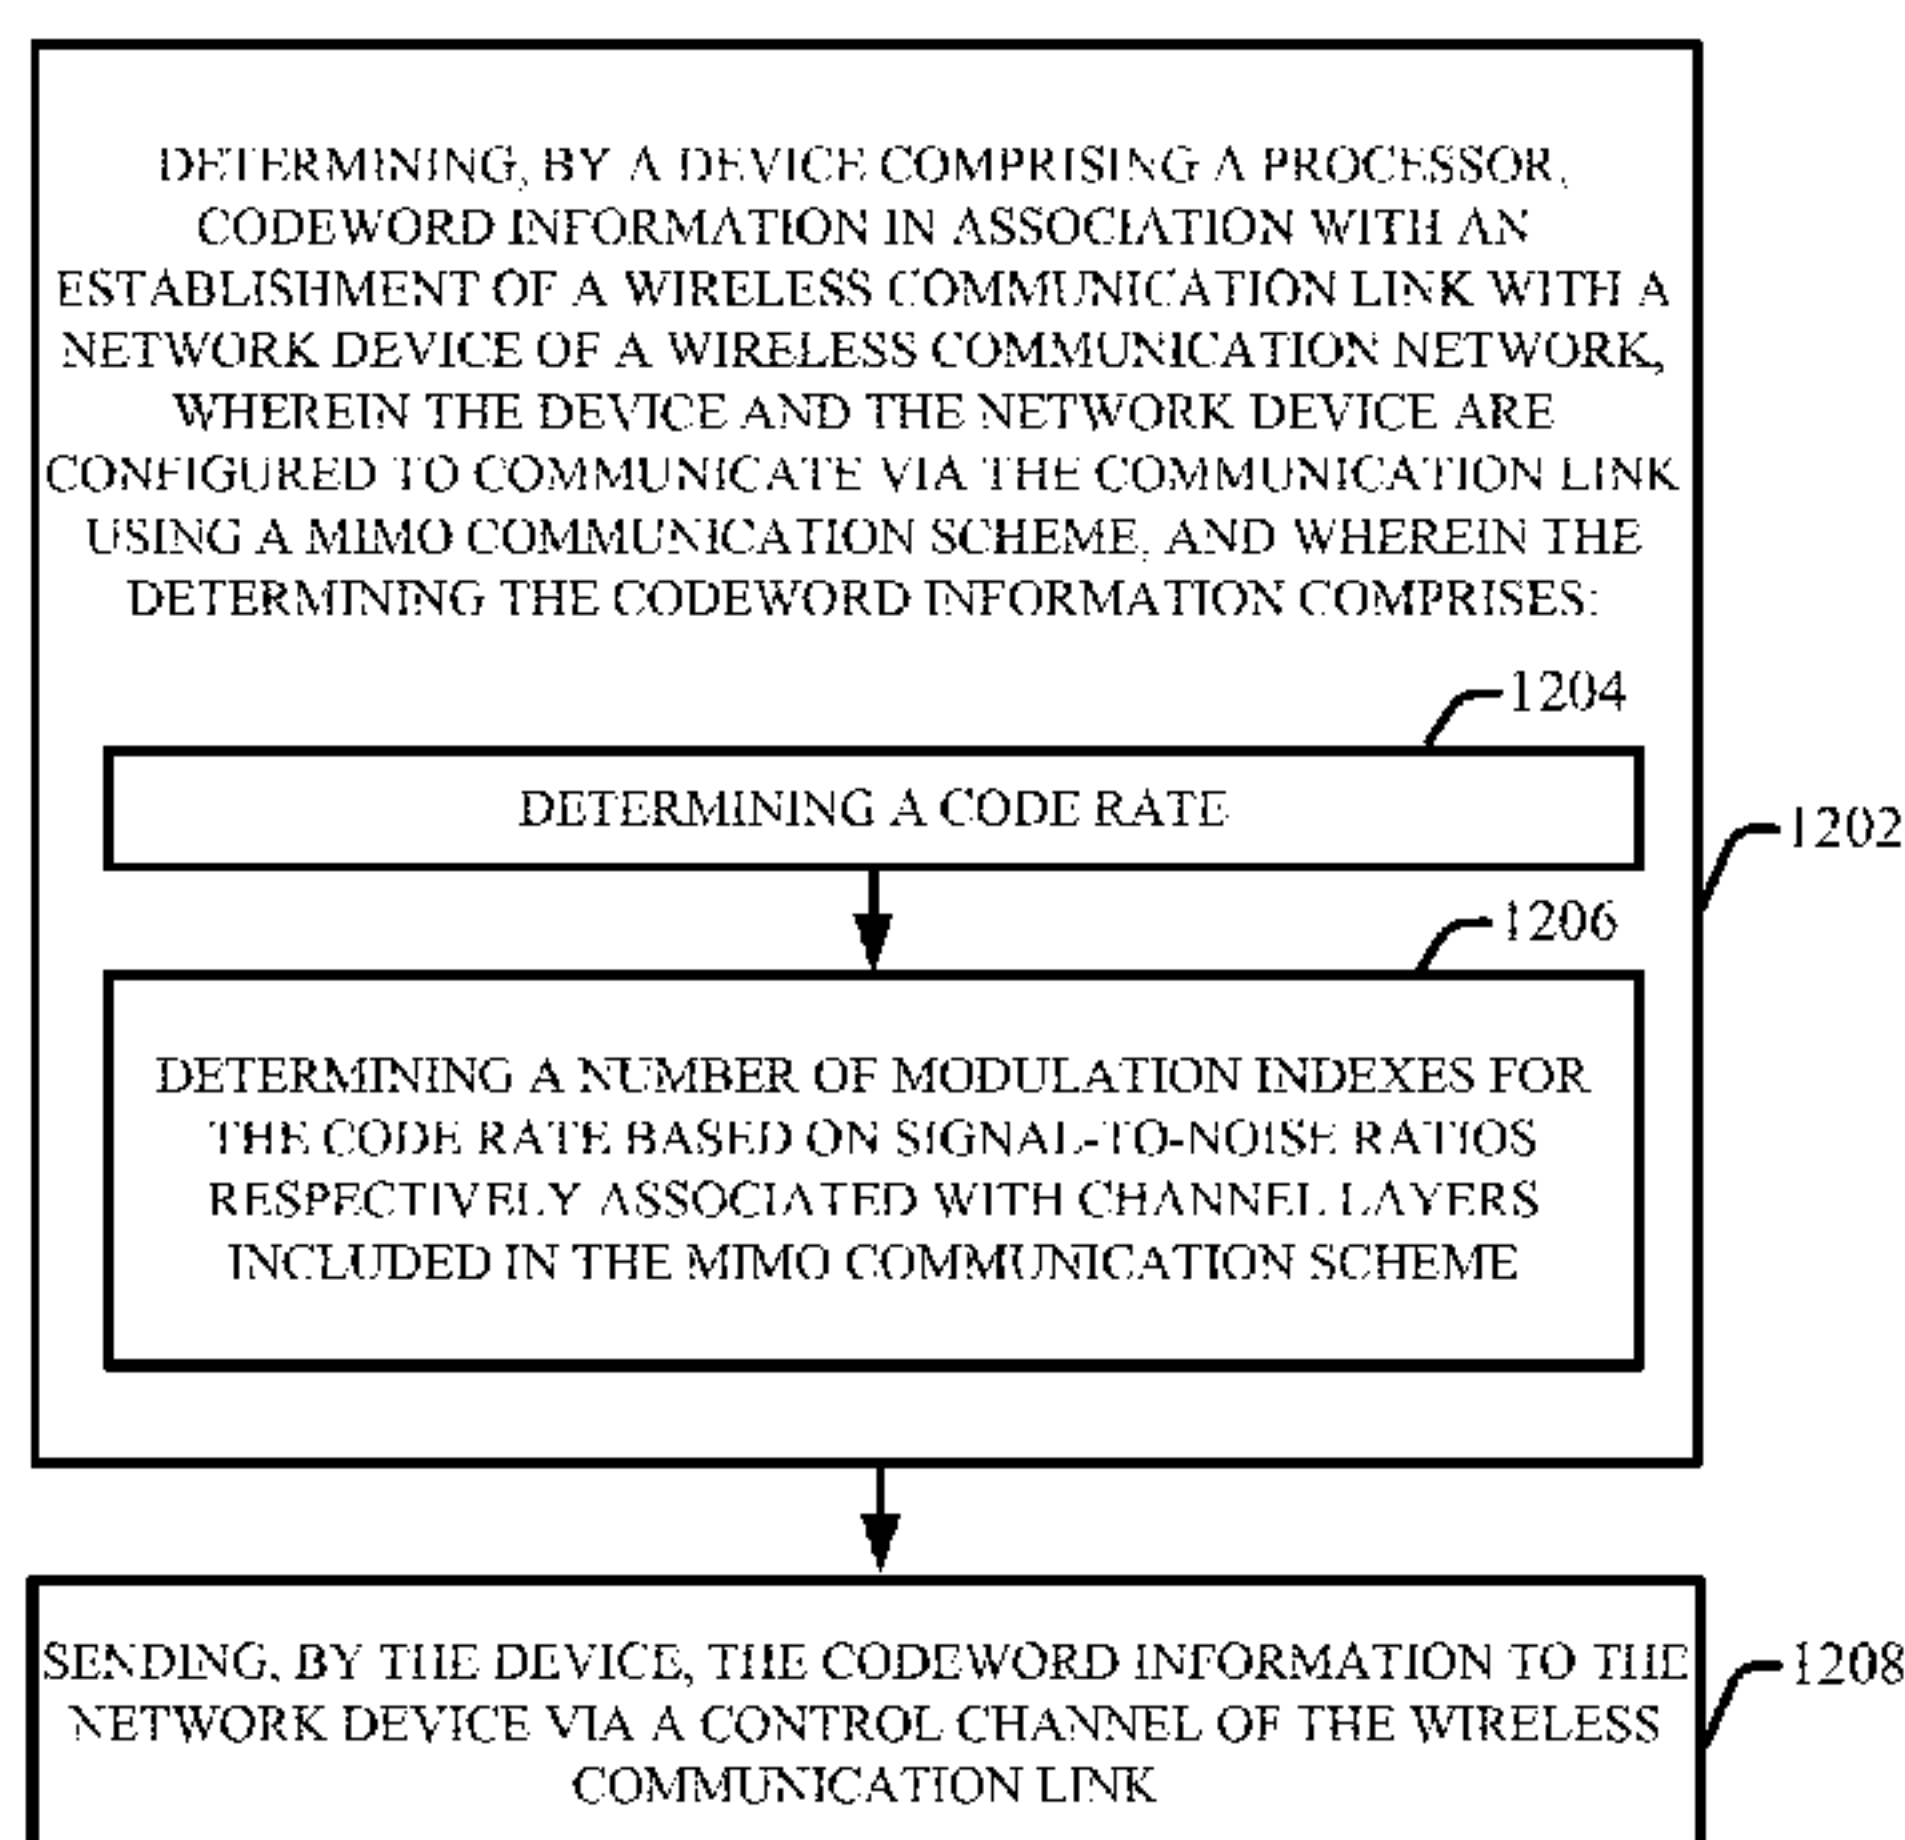 DETERMINING, BY A DEVICE COMPRISING A PROCESSOR,
CODEWORD INFORMATION IN ASSOCIATION WITH AN
ESTABLISHMENT OF A WIRELESS COMMUNICATION LINK WITH A
NETWORK DEVICE OF A WIRELESS COMMUNICATION NETWORK,
WHEREIN THE DEVICE AND THE NETWORK DEVICE ARE
CONFIGURED TO COMMUNICATE VIA THE COMMUNICATION LINK
USING A MIMO COMMUNICATION SCHEME, AND WHEREIN THE
DETERMINING THE CODEWORD INFORMATION COMPRISES:
1204
DETERMINING A CODE RATE
1202
1206
DETERMINING A NUMBER OF MODULATION INDEXES FOR
THE CODE RATE BASED ON SIGNAL-TO-NOISE RATIOS
RESPECTIVELY ASSOCIATED WITH CHANNEL LAYERS
INCLUDED IN THE MIMO COMMUNICATION SCHEME
SENDING, BY THE DEVICE, THE CODEWORD INFORMATION TO THE
1208
NETWORK DEVICE VIA A CONTROL CHANNEL OF THE WIRELESS
COMMUNICATION LINK